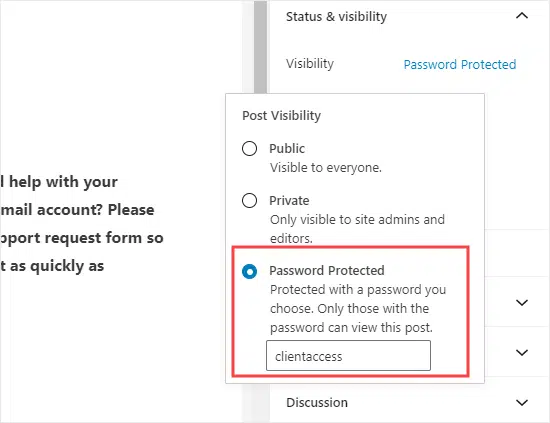 Status & visibility
Visibility
Password Protected
Post Visibility
Public
Visible to everyone.
Private
Only visible to site admins and
editors.
Password Protected
Protected with a password you
choose. Only those with the
password can view this post.
clientaccess
l help with your
mail account? Please
pport request form so
t as quickly as
Discussion